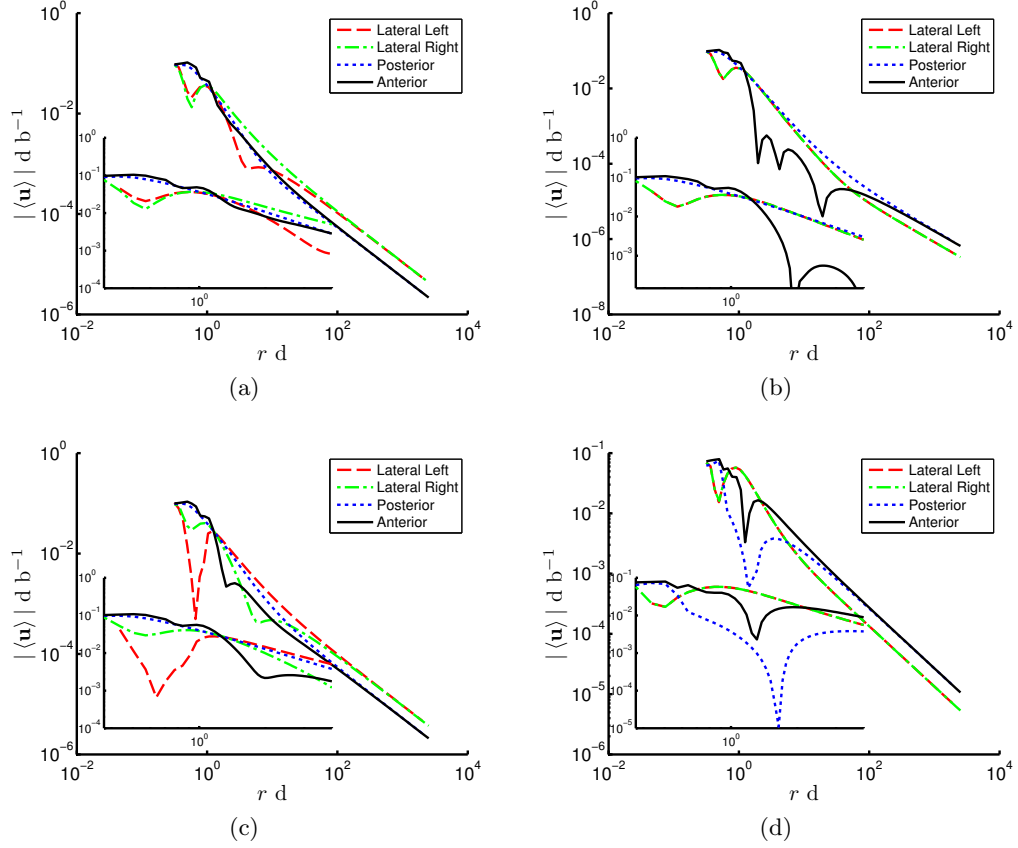 10^0
10^-2
10^-4
10^-6
| ⟨u⟩ | d b^-1
Lateral Left
Lateral Right
Posterior
Anterior
10^0
10^-1
10^-2
10^-3
10^-4
10^0
10^-2
10^0
10^2
10^4
r d
(a)
10^0
10^-2
10^-4
10^-6
10^-8
| ⟨u⟩ | d b^-1
Lateral Left
Lateral Right
Posterior
Anterior
10^0
10^-1
10^-2
10^-3
10^0
10^-2
10^0
10^2
10^4
r d
(b)
10^0
10^-2
10^-4
10^-6
| ⟨u⟩ | d b^-1
Lateral Left
Lateral Right
Posterior
Anterior
10^0
10^-1
10^-2
10^-3
10^-4
10^0
10^-2
10^0
10^2
10^4
r d
(c)
10^-1
10^-2
10^-3
10^-4
10^-5
10^-6
| ⟨u⟩ | d b^-1
Lateral Left
Lateral Right
Posterior
Anterior
10^-1
10^-2
10^-3
10^-4
10^-5
10^0
10^-2
10^0
10^2
10^4
r d
(d)